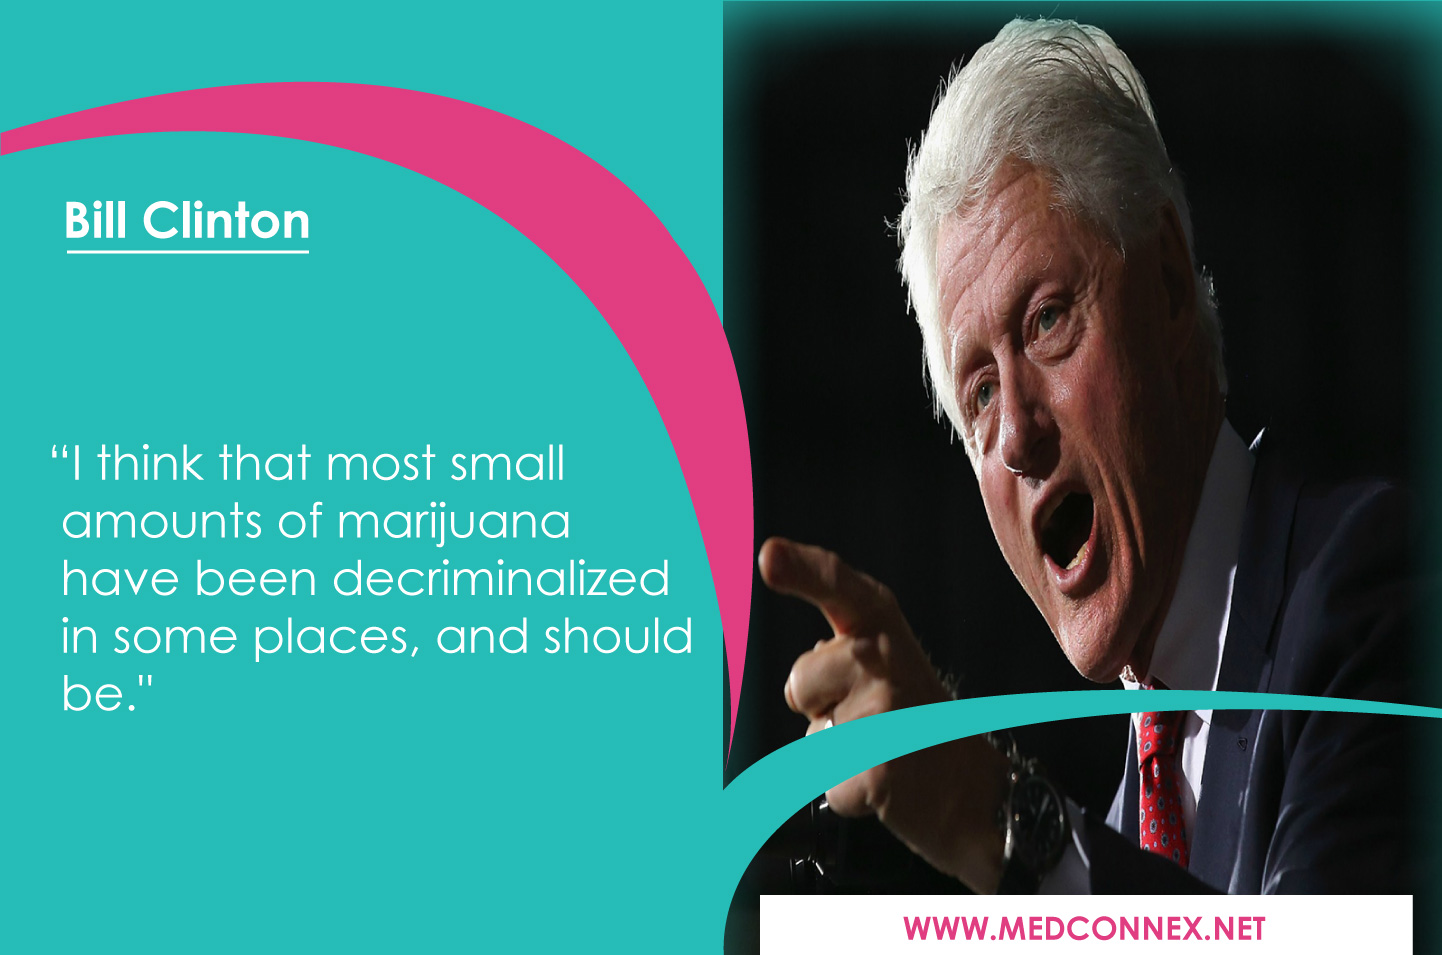 Bill Clinton
“I think that most small
amounts of marijuana
have been decriminalized
in some places, and should
be."
WWW.MEDCONNEX.NET